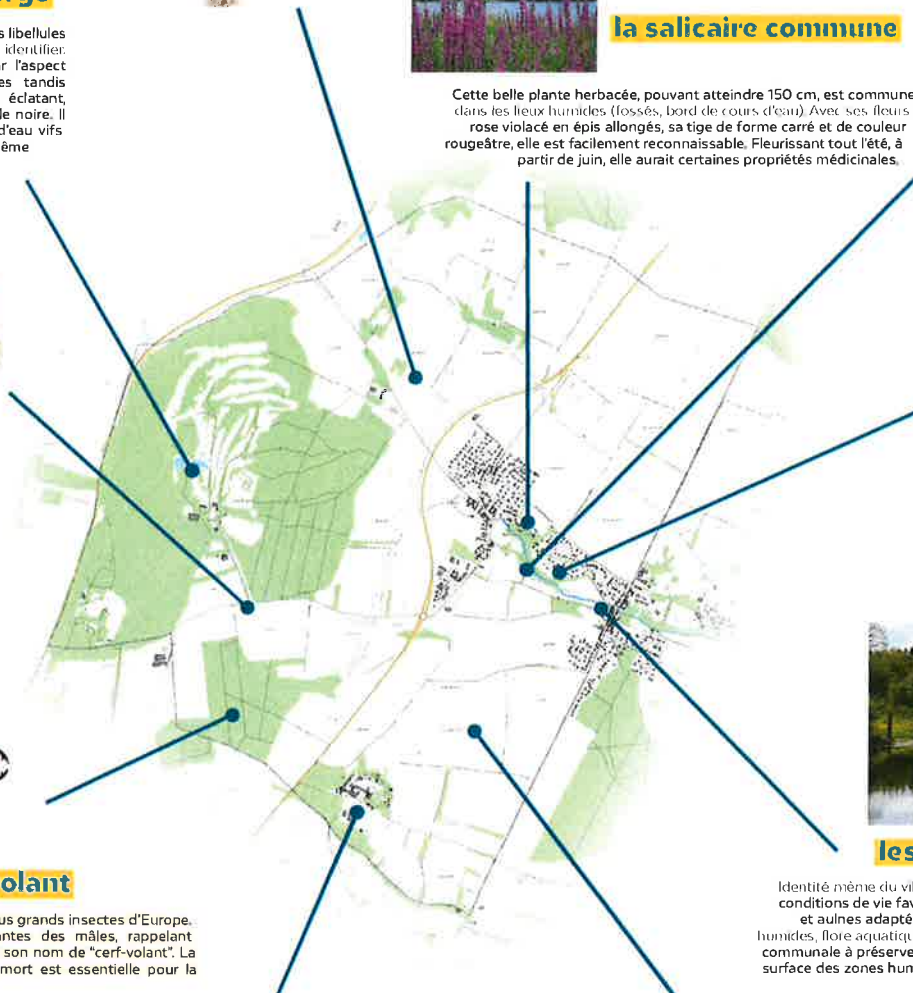 la salicaire commune
s libellules
identifier.
r l'aspect
es tandis
éclatant,
le noire. Il
d'eau vifs
ême
Cette belle plante herbacée, pouvant atteindre 150 cm, est commune
dans les lieux humides (fossés, bord de cours d'eau). Avec ses fleurs
rose violacé en épis allongés, sa tige de forme carré et de couleur
rougeâtre, elle est facilement reconnaissable. Fleurissant tout l'été, à
partir de juin, elle aurait certaines propriétés médicinales.
olant
us grands insectes d'Europe.
antes des mâles, rappelant
son nom de "cerf-volant". La
mort est essentielle pour la
les
Identité même du vil
conditions de vie fav
et aulnes adapté
humides, flore aquatiqu
communale à préserve
surface des zones hum